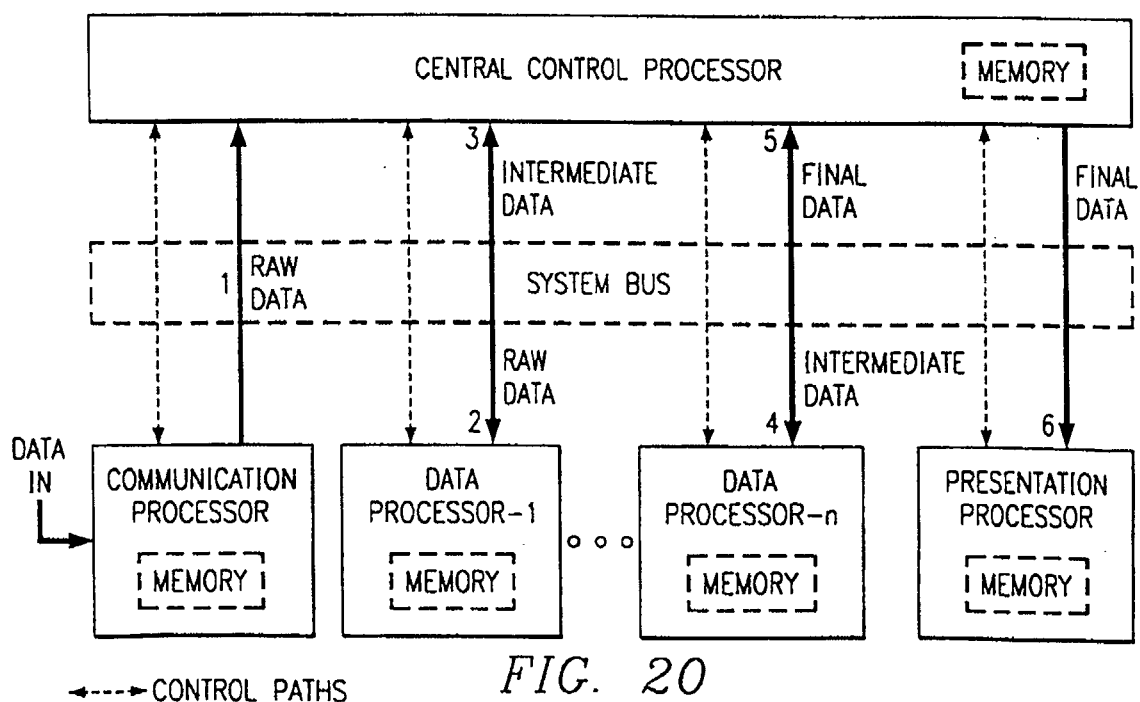 CENTRAL CONTROL PROCESSOR
MEMORY
3
5
INTERMEDIATE
DATA
FINAL
DATA
FINAL
DATA
1
RAW
DATA
SYSTEM BUS
RAW
DATA
INTERMEDIATE
DATA
2
4
6
DATA
IN
COMMUNICATION
PROCESSOR
MEMORY
DATA
PROCESSOR-1
MEMORY
DATA
PROCESSOR-n
MEMORY
PRESENTATION
PROCESSOR
MEMORY
CONTROL PATHS
FIG. 20